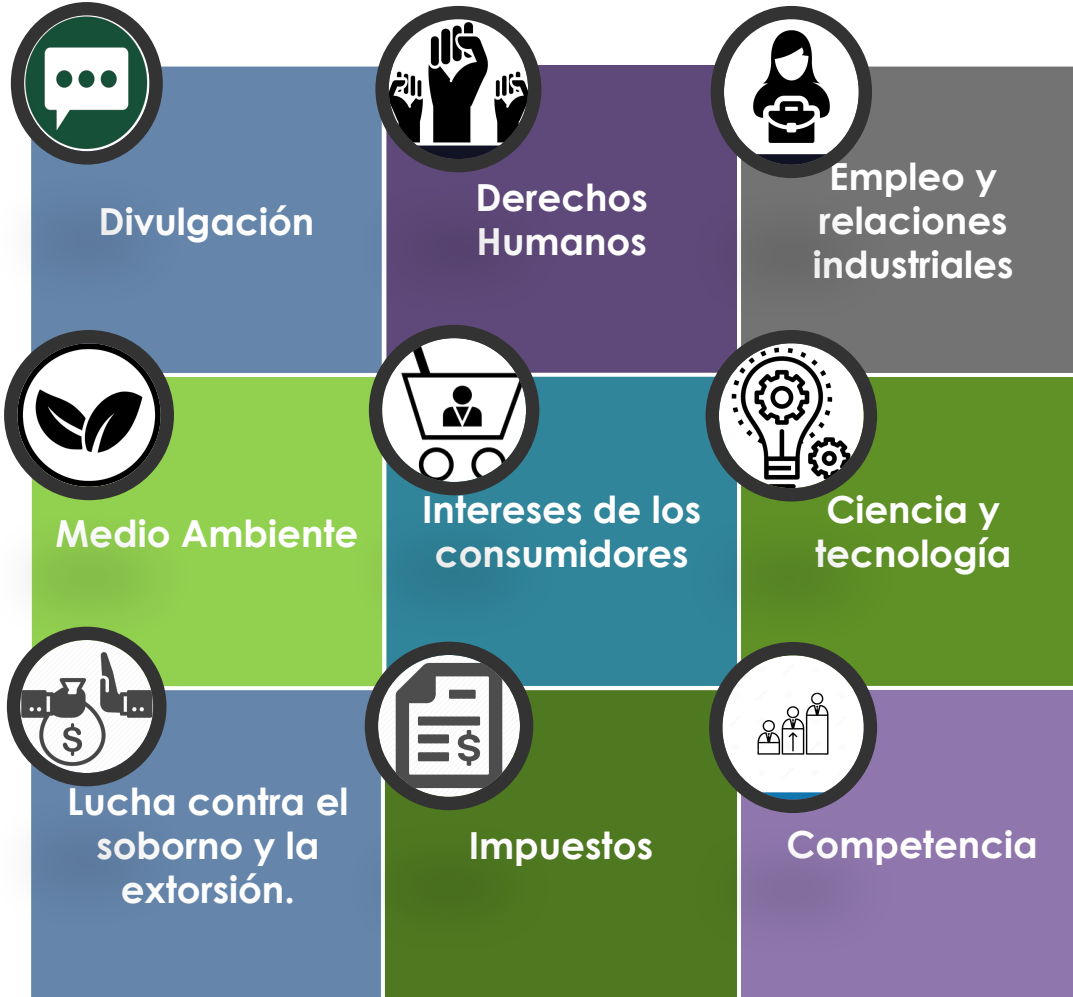 Divulgación
Derechos
Humanos
Empleo y
relaciones
industriales
Medio Ambiente
Intereses de los
consumidores
Ciencia y
tecnología
$
Lucha contra el
soborno y la
extorsión.
$
Impuestos
Competencia